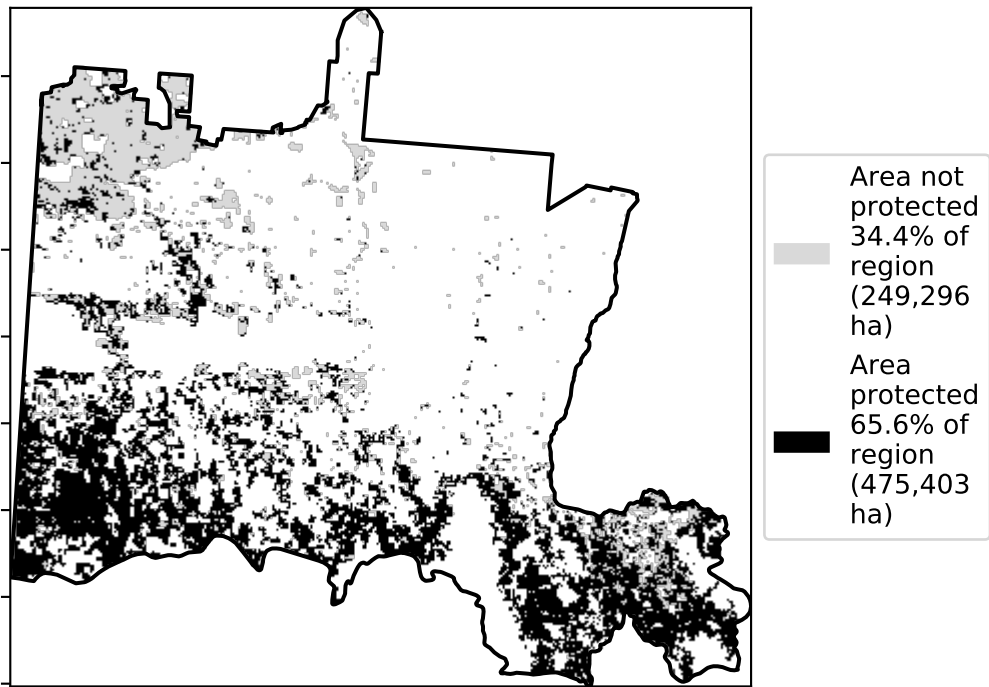 Area not
protected
34.4% of
region
(249,296
ha)
Area
protected
65.6% of
region
(475,403
ha)